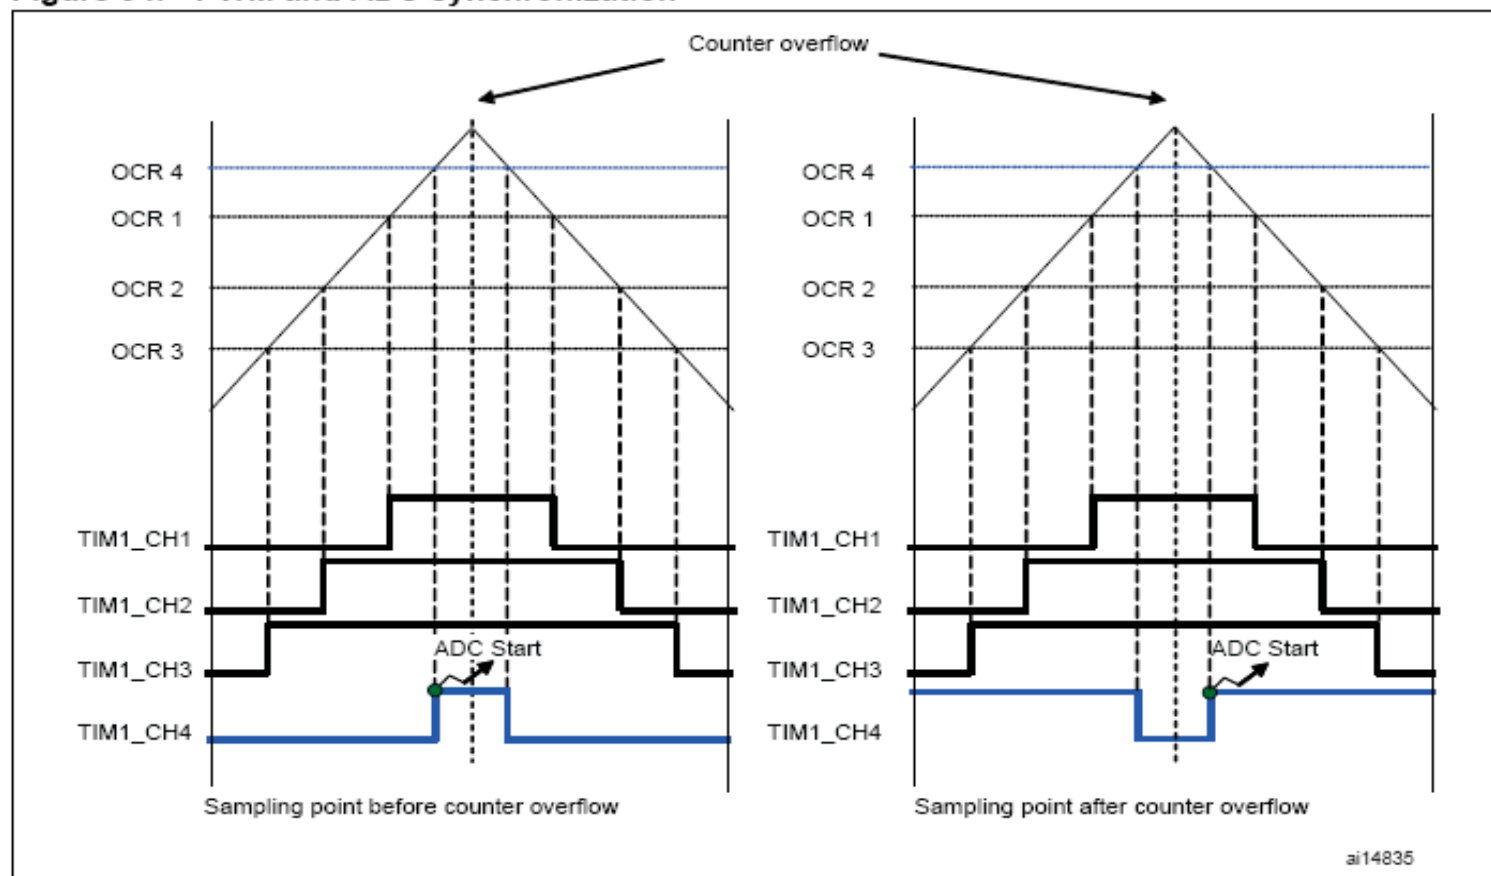 Counter overflow
OCR 4
OCR 1
OCR 2
OCR 3
TIM1_CH1
TIM1_CH2
TIM1_CH3
ADC Start
TIM1_CH4
Sampling point before counter overflow
OCR 4
OCR 1
OCR 2
OCR 3
TIM1_CH1
TIM1_CH2
TIM1_CH3
ADC Start
TIM1_CH4
Sampling point after counter overflow
ai14835